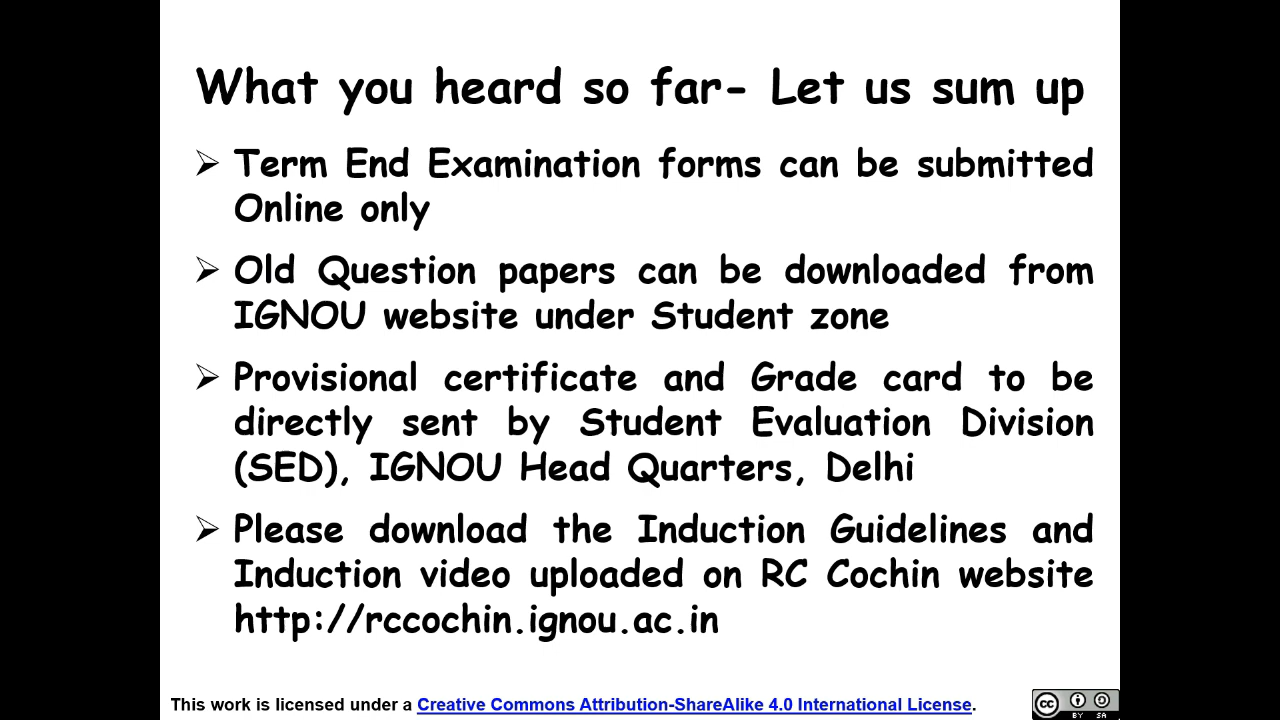 What you heard so far- Let us sum up
➢ Term End Examination forms can be submitted
Online only
➢ Old Question papers can be downloaded from
IGNOU website under Student zone
➢ Provisional certificate and Grade card to be
directly sent by Student Evaluation Division
(SED), IGNOU Head Quarters, Delhi
➢ Please download the Induction Guidelines and
Induction video uploaded on RC Cochin website
http://rccochin.ignou.ac.in
This work is licensed under a Creative Commons Attribution-ShareAlike 4.0 International License.
cc
BY SA